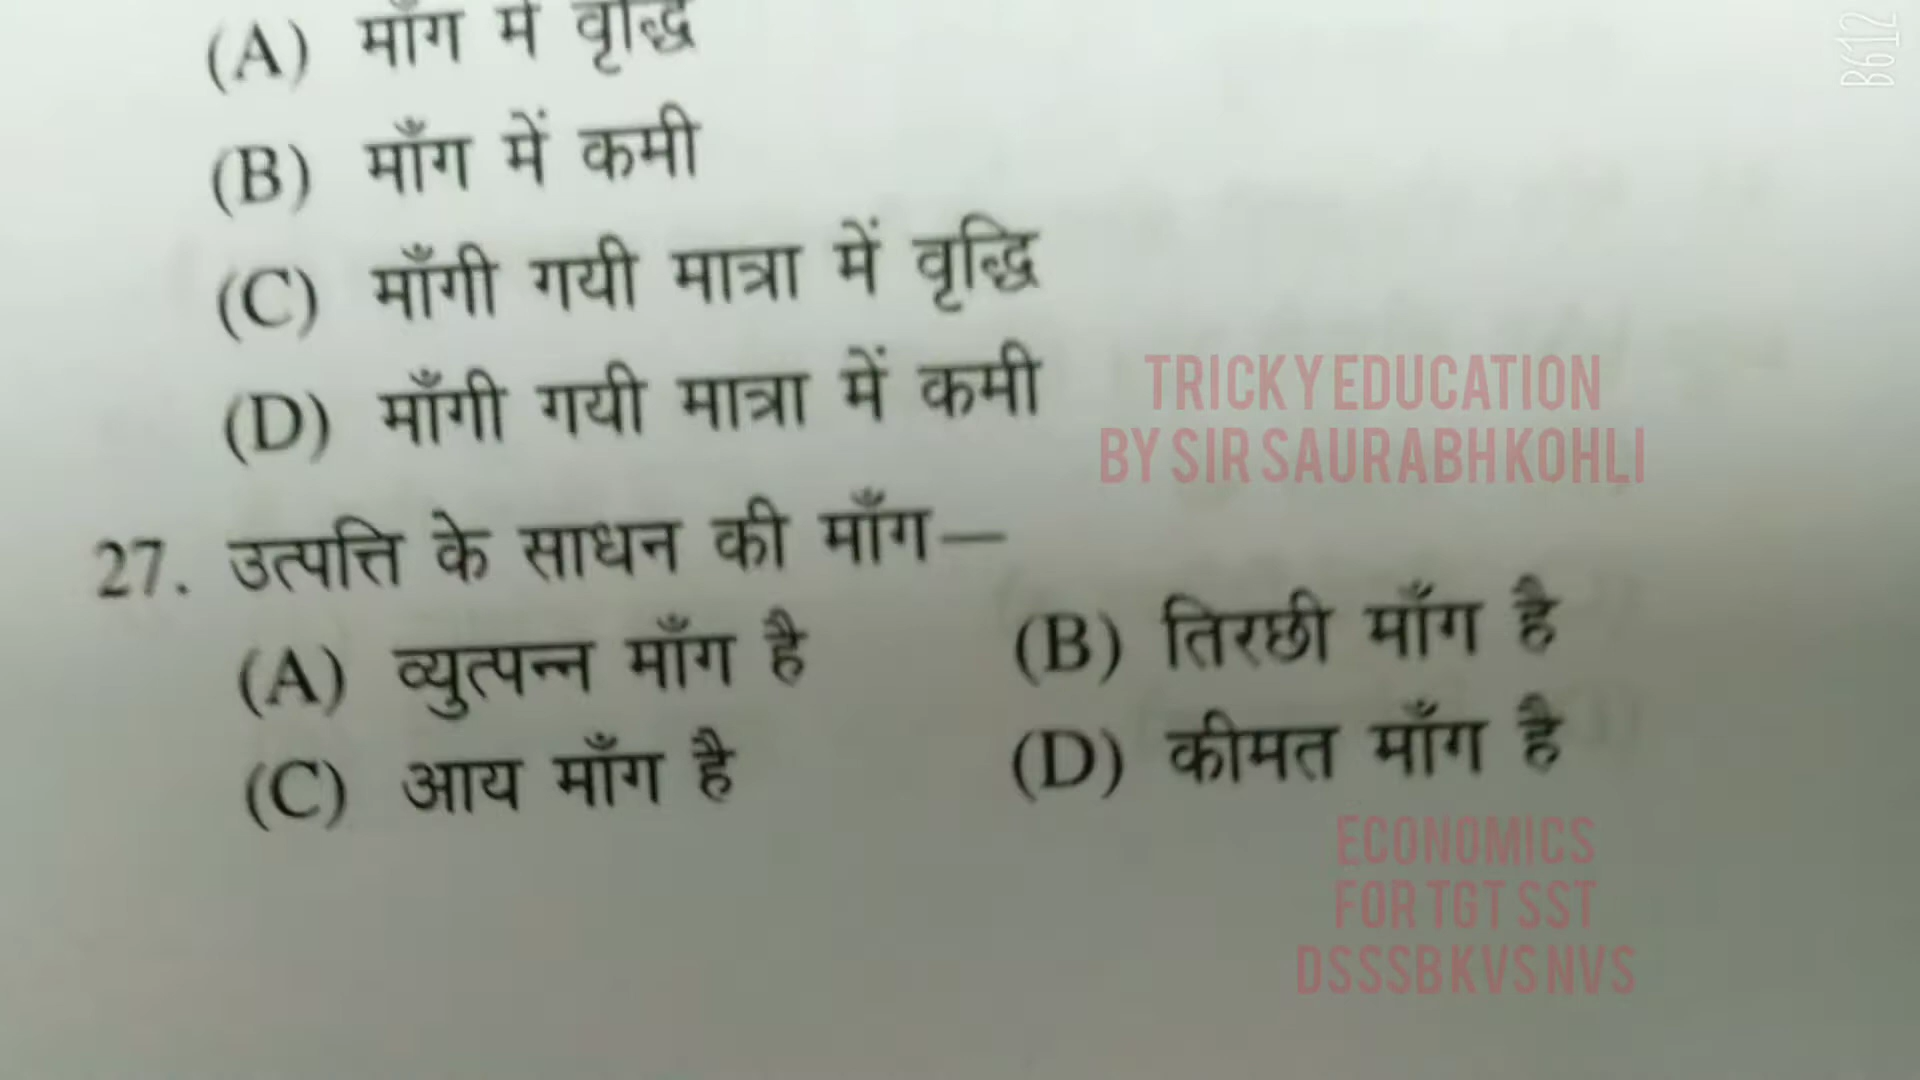 (A) माँग में वृद्धि
(B) माँग में कमी
(C) माँगी गयी मात्रा में वृद्धि
(D) माँगी गयी मात्रा में कमी
TRICKY EDUCATION
BY SIR SAURABH KOHLI
27. उत्पत्ति के साधन की माँग—
(A) व्युत्पन्न माँग है (B) तिरछी माँग है
(C) आय माँग है (D) कीमत माँग है
ECONOMICS
FOR TGT SST
DSSSB KVS NVS
B612